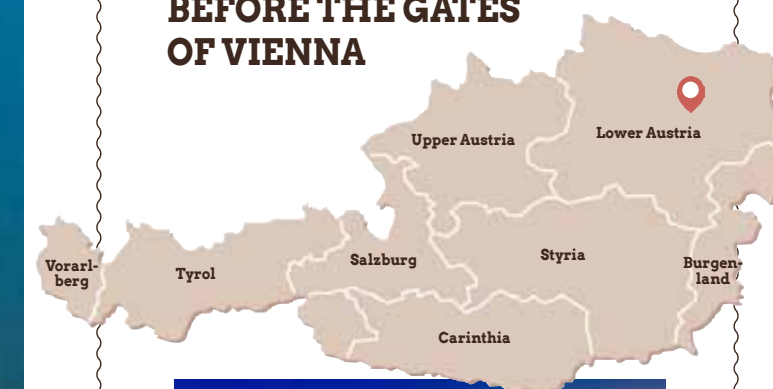 BEFORE THE GATES
OF VIENNA
Upper Austria
Lower Austria
Vorarl-
berg
Tyrol
Salzburg
Styria
Burgen-
land
Carinthia